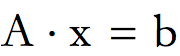 A · x = b